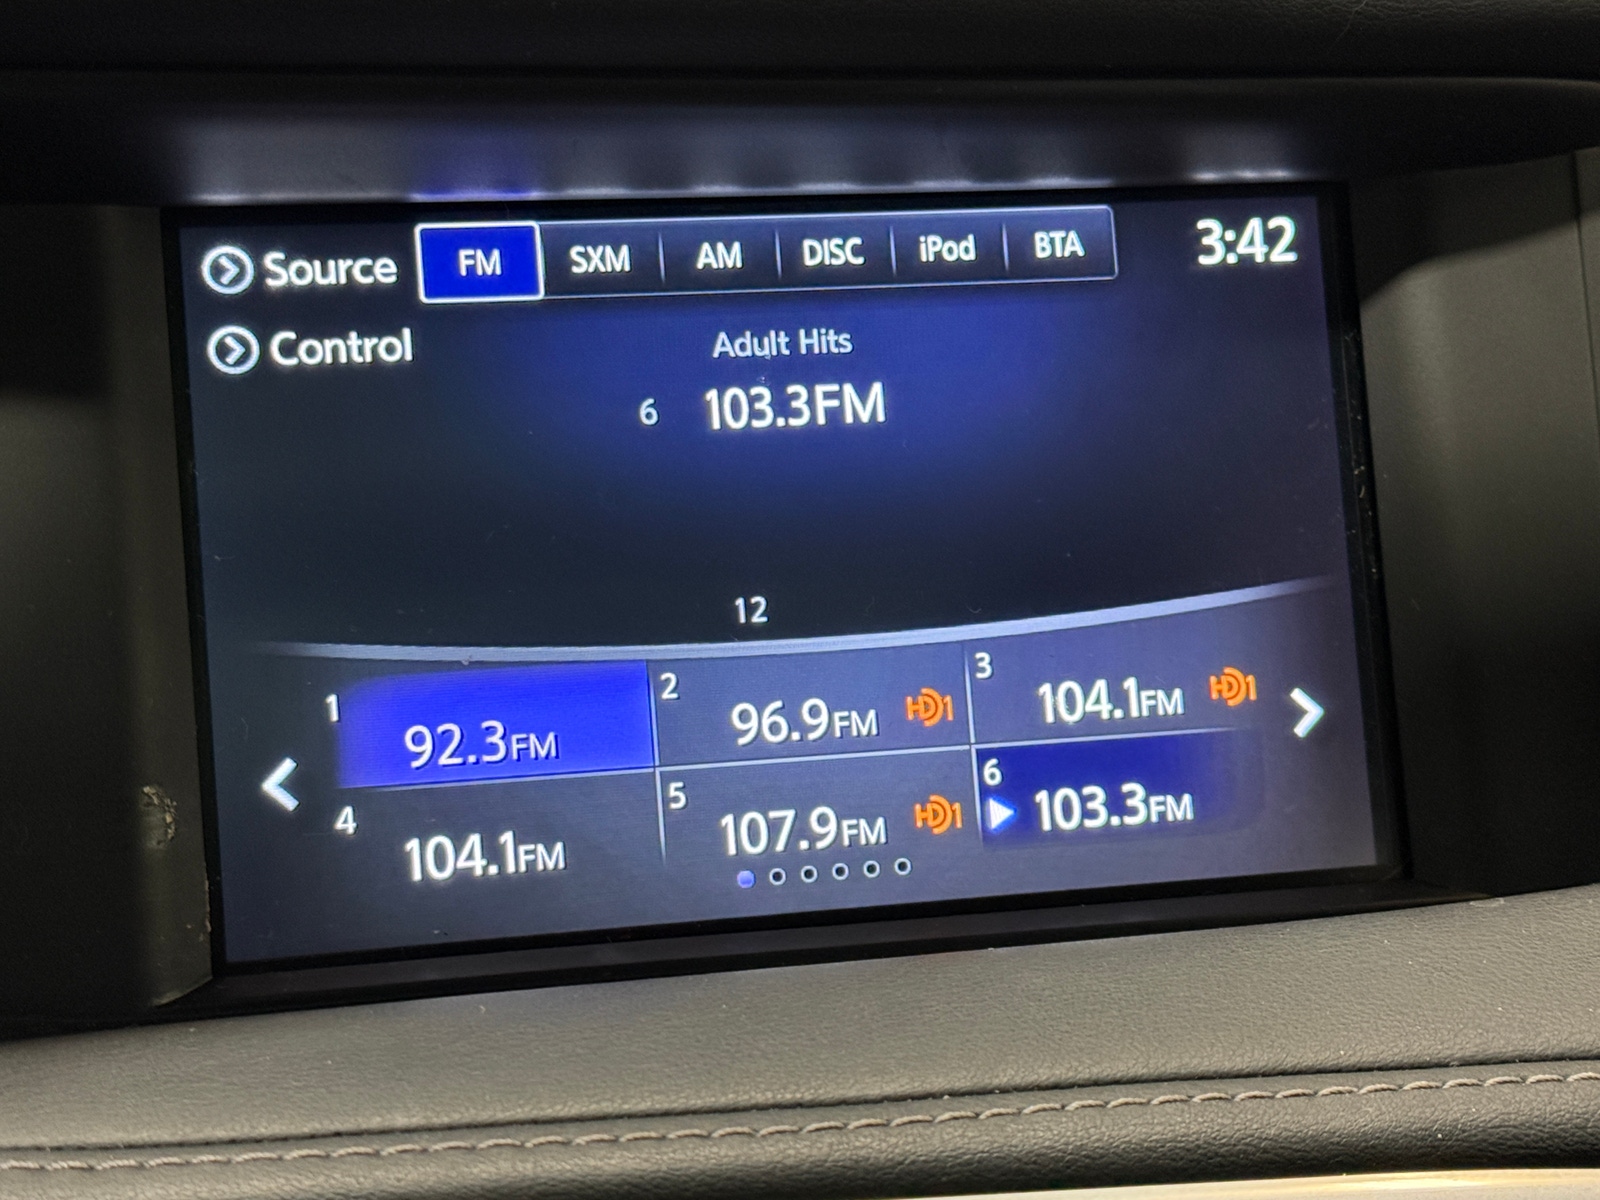 Source FM SXM AM DISC iPod BTA 3:42
Control
Adult Hits
6 103.3FM
12
1 92.3FM
2 96.9FM HD1
3 104.1FM HD1
4 104.1FM
5 107.9FM HD1
6 103.3FM